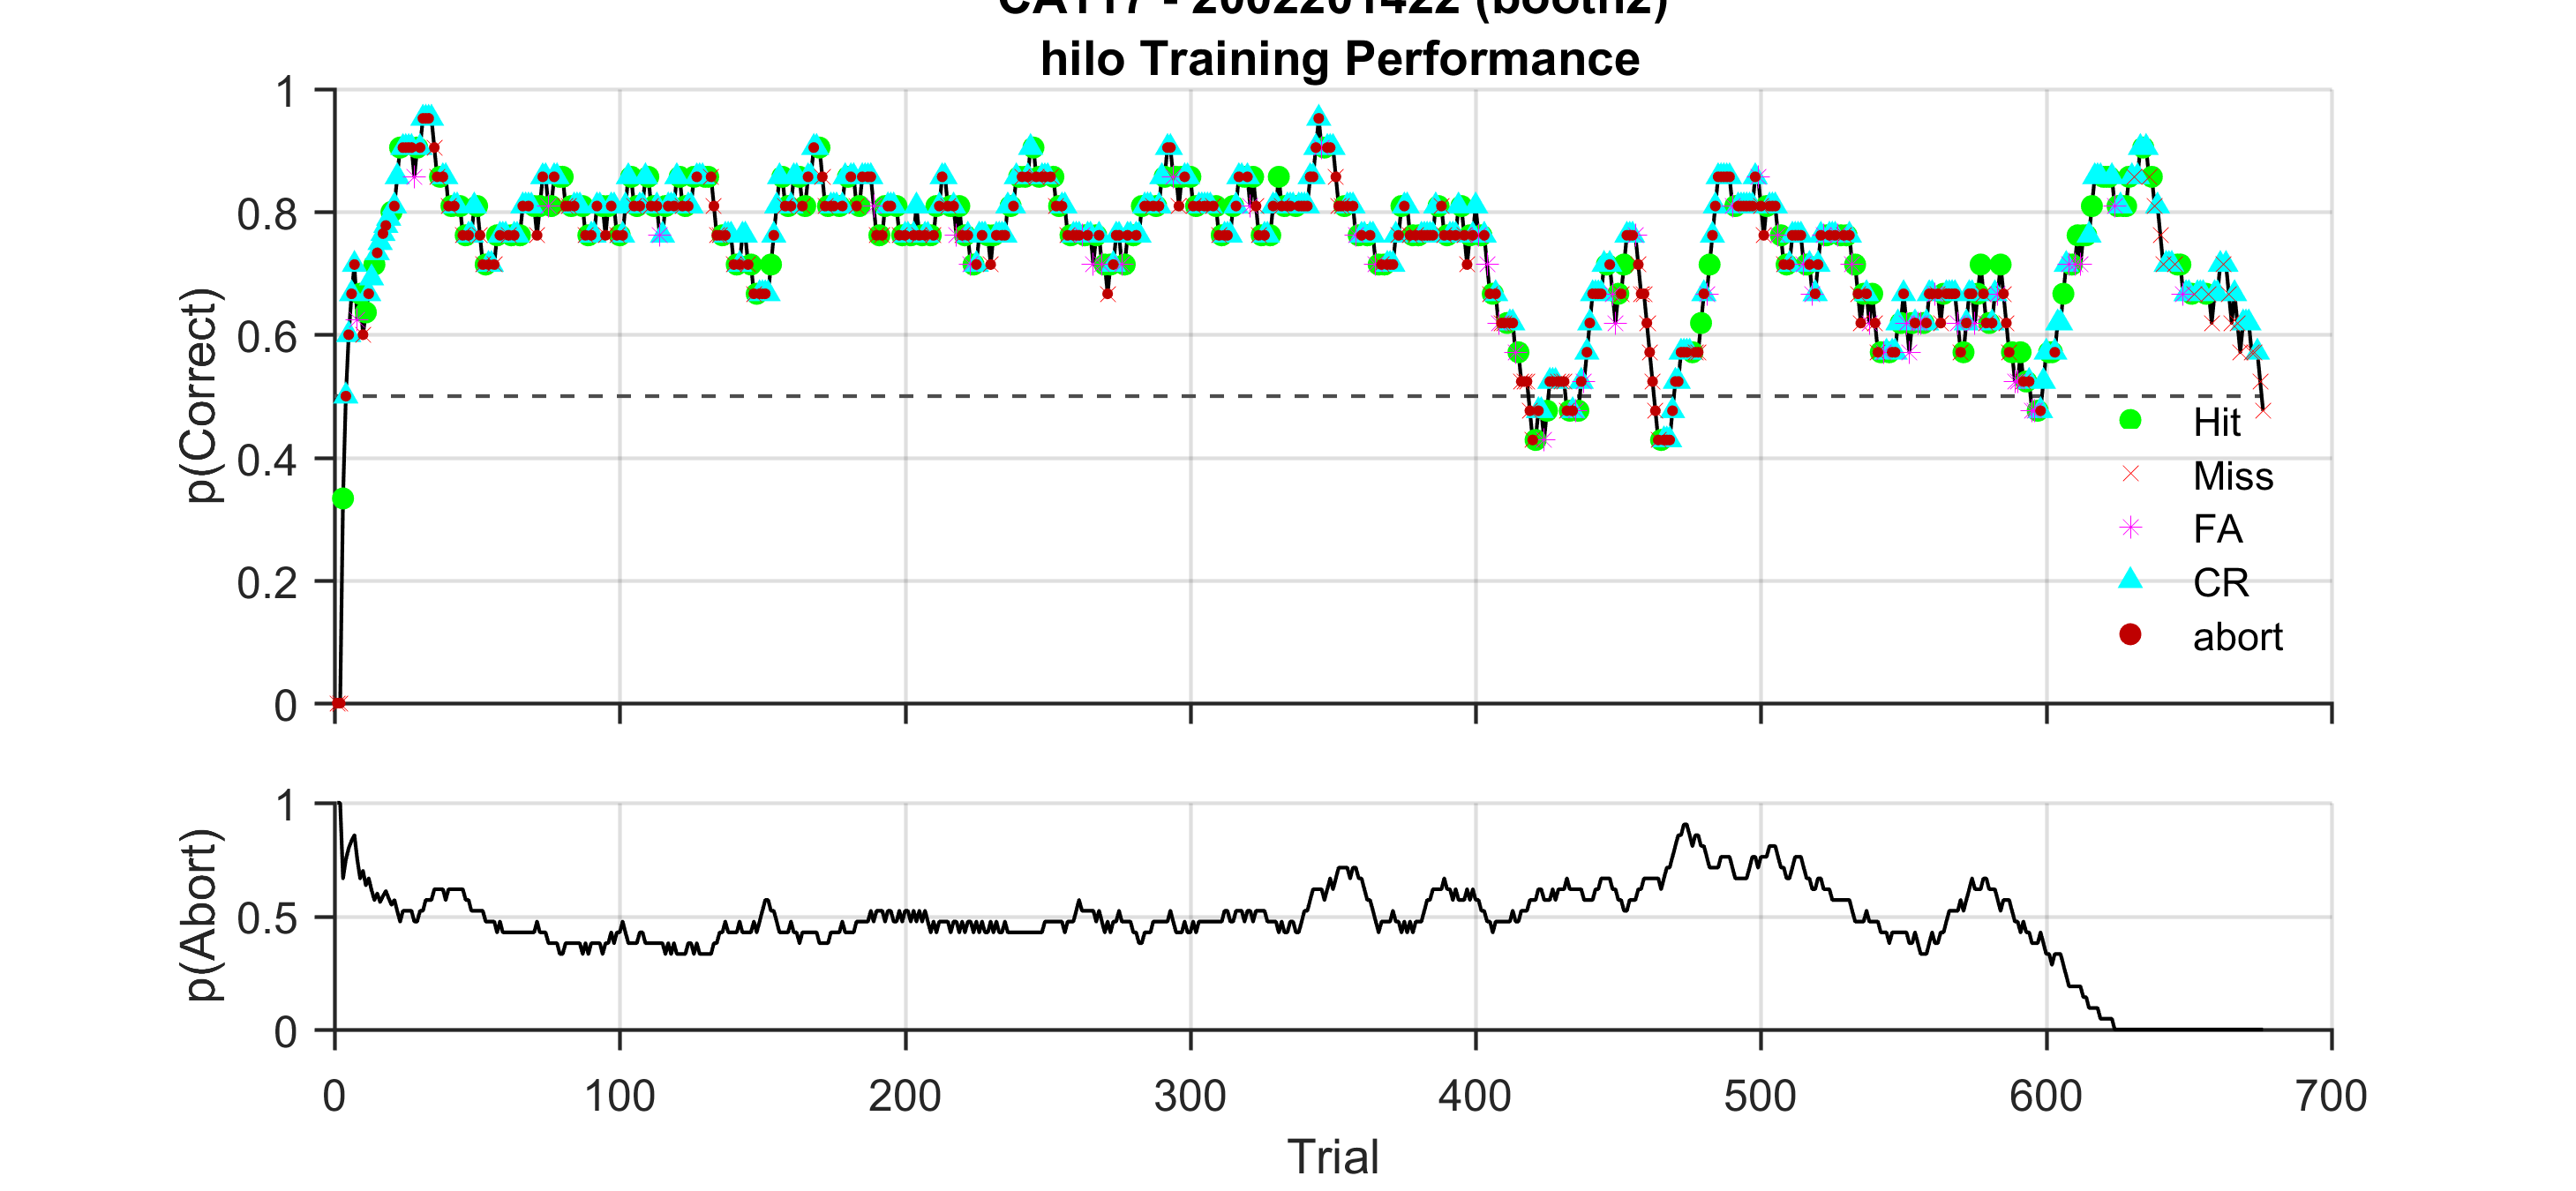 hilo Training Performance
1
0.8
0.6
0.4
0.2
0
p(Correct)
Hit
Miss
FA
CR
abort
1
0.5
0
p(Abort)
0 100 200 300 400 500 600 700
Trial